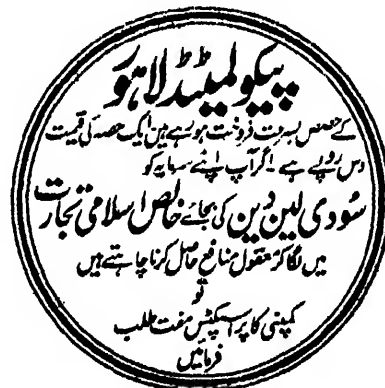 پیکو لمیٹڈ لاہور
کے حصص بسرعت فروخت ہو رہے ہیں ایک حصہ کی قیمت
دس روپے ہے ۔ اگر آپ اپنے سرمایہ کو
سودی لین دین کی بجائے خالص اسلامی تجارت
میں لگا کر معقول منافع حاصل کرنا چاہتے ہیں
تو
کمپنی کا پراسپکٹس مفت طلب
فرمائیں